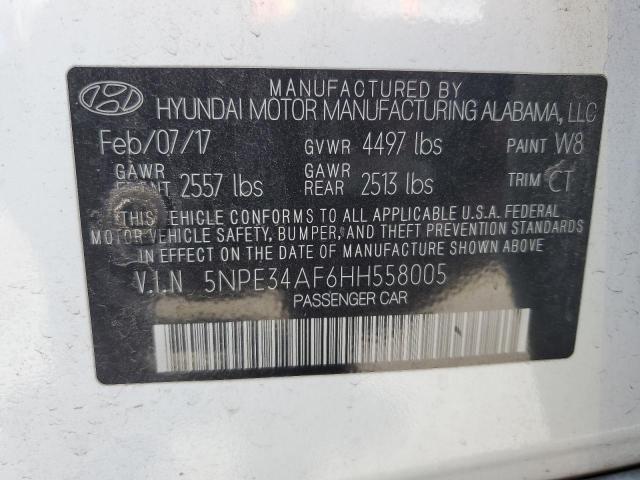 MANUFACTURED BY
HYUNDAI MOTOR MANUFACTURING ALABAMA, LLC
Feb/07/17 GVWR 4497 lbs PAINT W8
GAWR FRONT 2557 lbs GAWR REAR 2513 lbs TRIM CT
THIS VEHICLE CONFORMS TO ALL APPLICABLE U.S.A. FEDERAL
MOTOR VEHICLE SAFETY, BUMPER, AND THEFT PREVENTION STANDARDS
IN EFFECT ON THE DATE OF MANUFACTURE SHOWN ABOVE.
V.I.N 5NPE34AF6HH558005
PASSENGER CAR